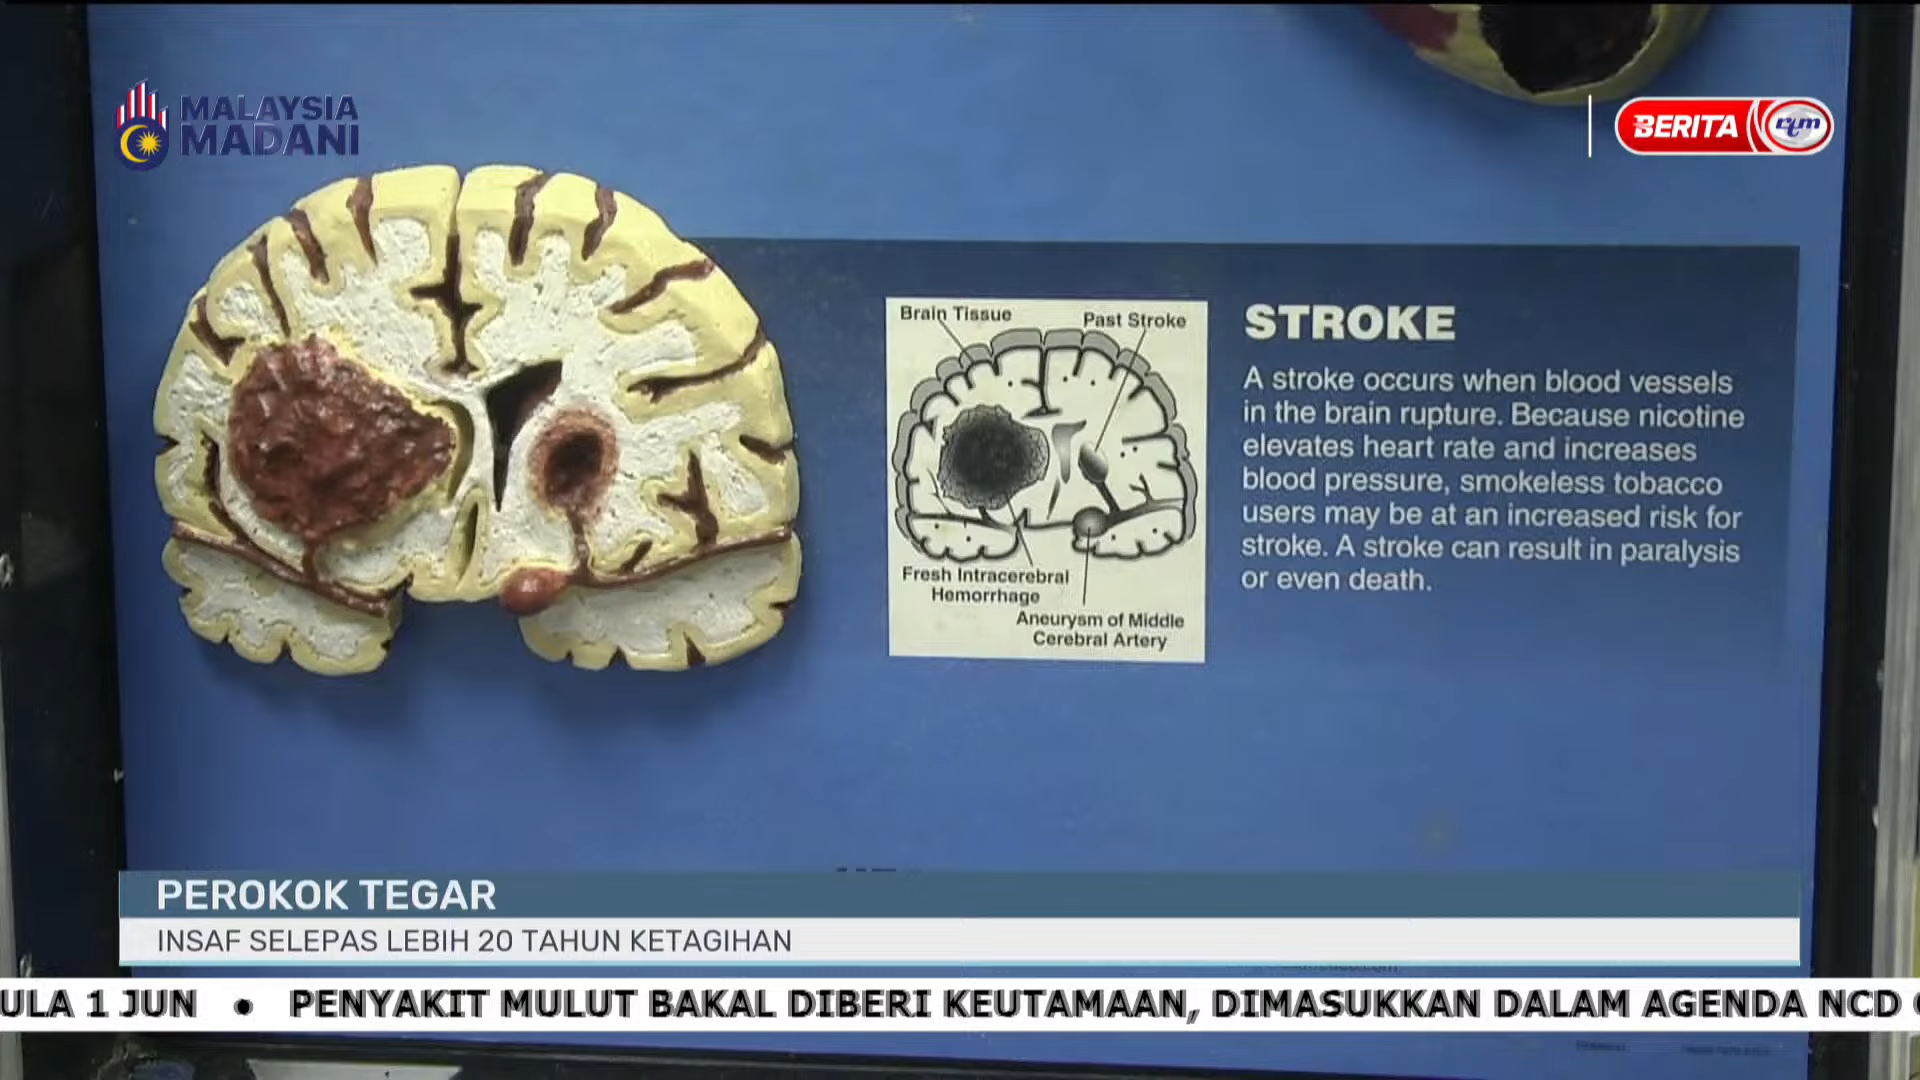 MALAYSIA
MADANI
BERITA rtm
Brain Tissue
Past Stroke
Fresh Intracerebral
Hemorrhage
Aneurysm of Middle
Cerebral Artery
STROKE
A stroke occurs when blood vessels
in the brain rupture. Because nicotine
elevates heart rate and increases
blood pressure, smokeless tobacco
users may be at an increased risk for
stroke. A stroke can result in paralysis
or even death.
PEROKOK TEGAR
INSAF SELEPAS LEBIH 20 TAHUN KETAGIHAN
ULA 1 JUN • PENYAKIT MULUT BAKAL DIBERI KEUTAMAAN, DIMASUKKAN DALAM AGENDA NCD